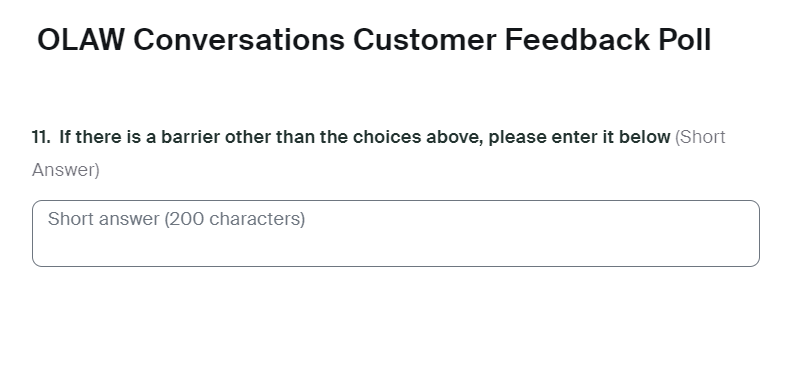 OLAW Conversations Customer Feedback Poll
11. If there is a barrier other than the choices above, please enter it below (Short
Answer)
Short answer (200 characters)